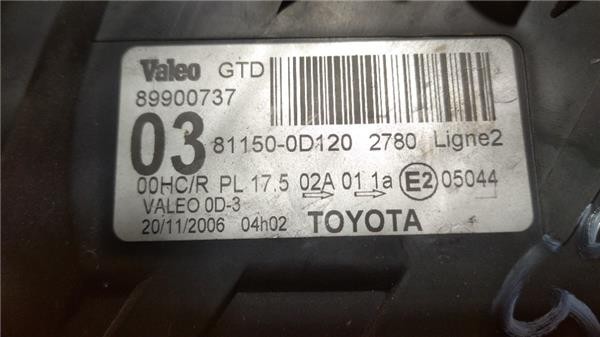 Valeo GTD
89900737
03 81150-0D120 2780 Ligne2
00HC/R PL 17.5 02A 01 1a E2 05044
VALEO 0D-3
20/11/2006 04h02 TOYOTA